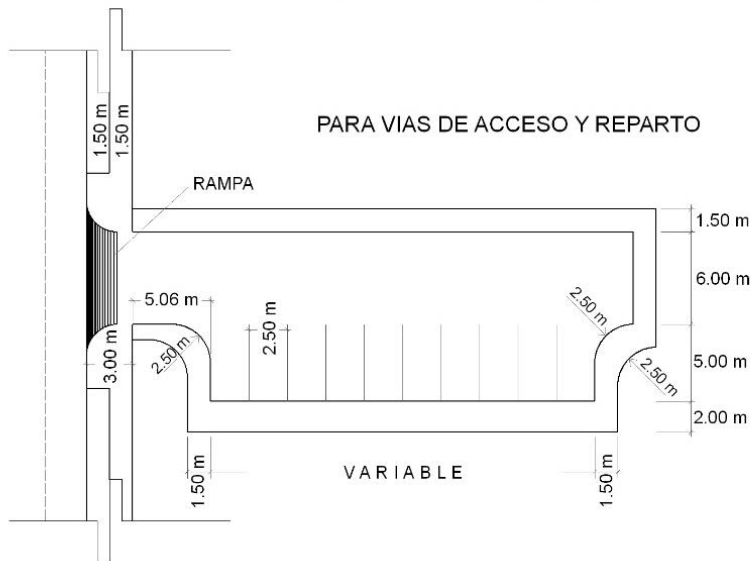 1.50 m
1.50 m
PARA VIAS DE ACCESO Y REPARTO
RAMPA
1.50 m
6.00 m
5.06 m
2.50 m
2.50 m
2.50 m
2.50 m
3.00 m
5.00 m
2.00 m
1.50 m
VARIABLE
1.50 m